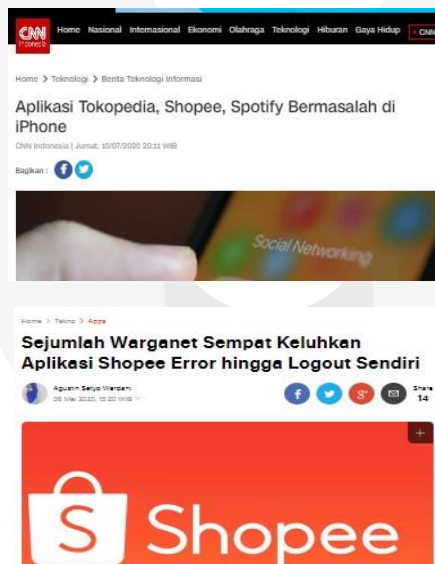 CNN
Indonesia
Home Nasional Internasional Ekonomi Olahraga Teknologi Hiburan Gaya Hidup CNN
Home > Teknologi > Berita Teknologi Informasi
Aplikasi Tokopedia, Shopee, Spotify Bermasalah di
iPhone
CNN Indonesia | Jumat, 10/07/2020 20:11 WIB
Bagikan :
Social Networking
Home > Tekno > Apps
Sejumlah Warganet Sempat Keluhkan
Aplikasi Shopee Error hingga Logout Sendiri
Agustin Setyo Wardani
06 Mei 2020, 15:20 WIB
Share
14
S Shopee